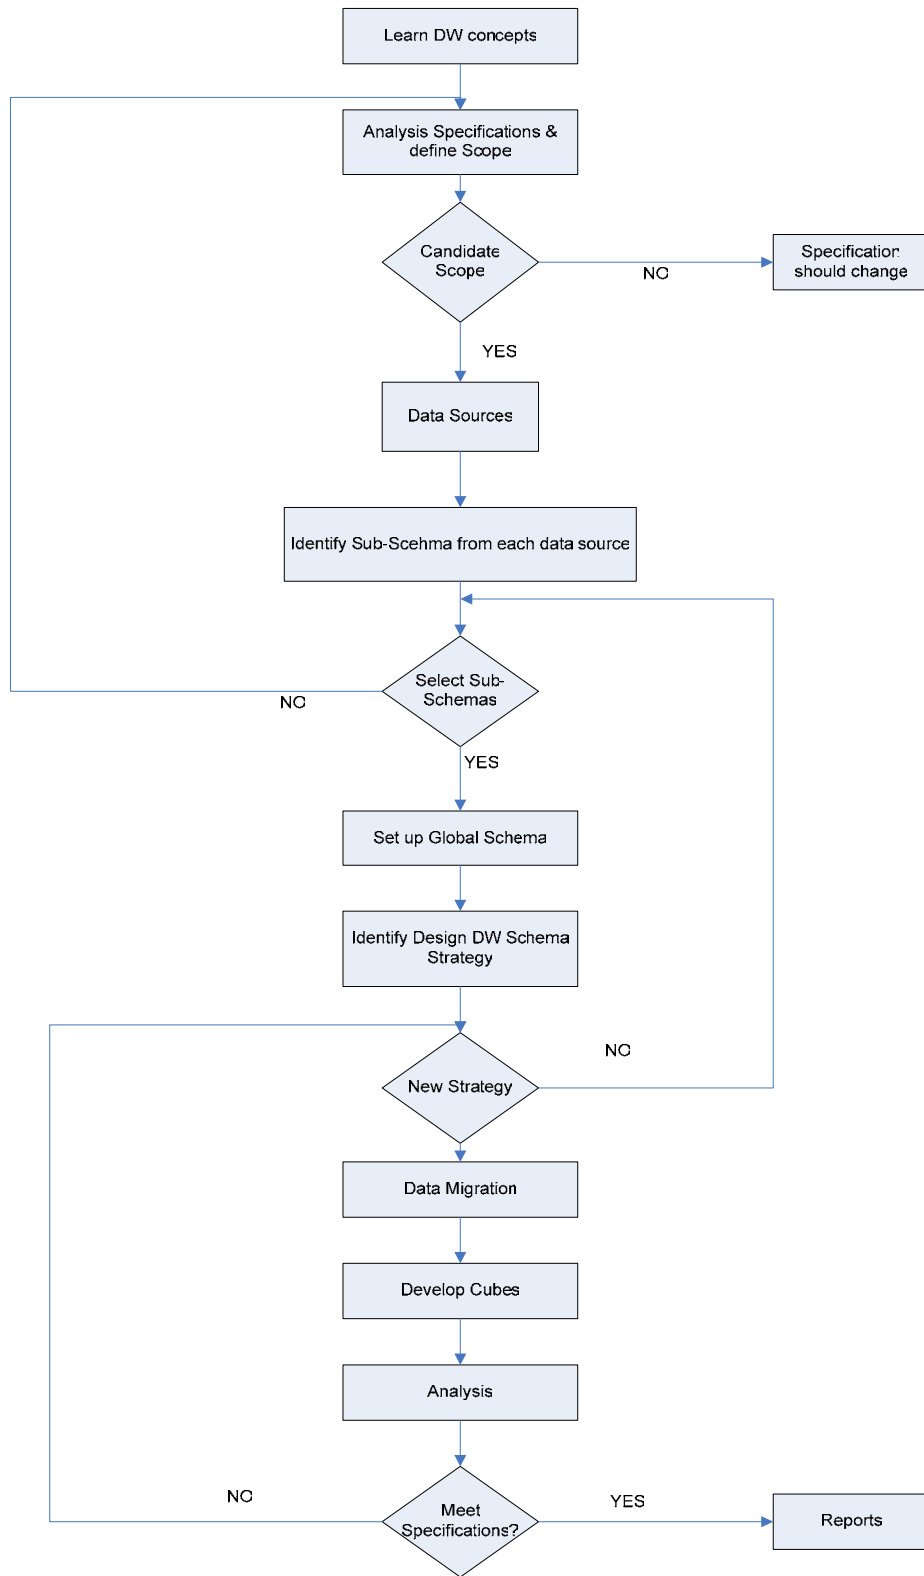 Learn DW concepts
Analysis Specifications &
define Scope
Candidate
Scope
NO
Specification
should change
YES
Data Sources
Identify Sub-Scehma from each data source
Select Sub-
Schemas
NO
YES
Set up Global Schema
Identify Design DW Schema
Strategy
NO
New Strategy
Data Migration
Develop Cubes
Analysis
NO
YES
Meet
Specifications?
Reports